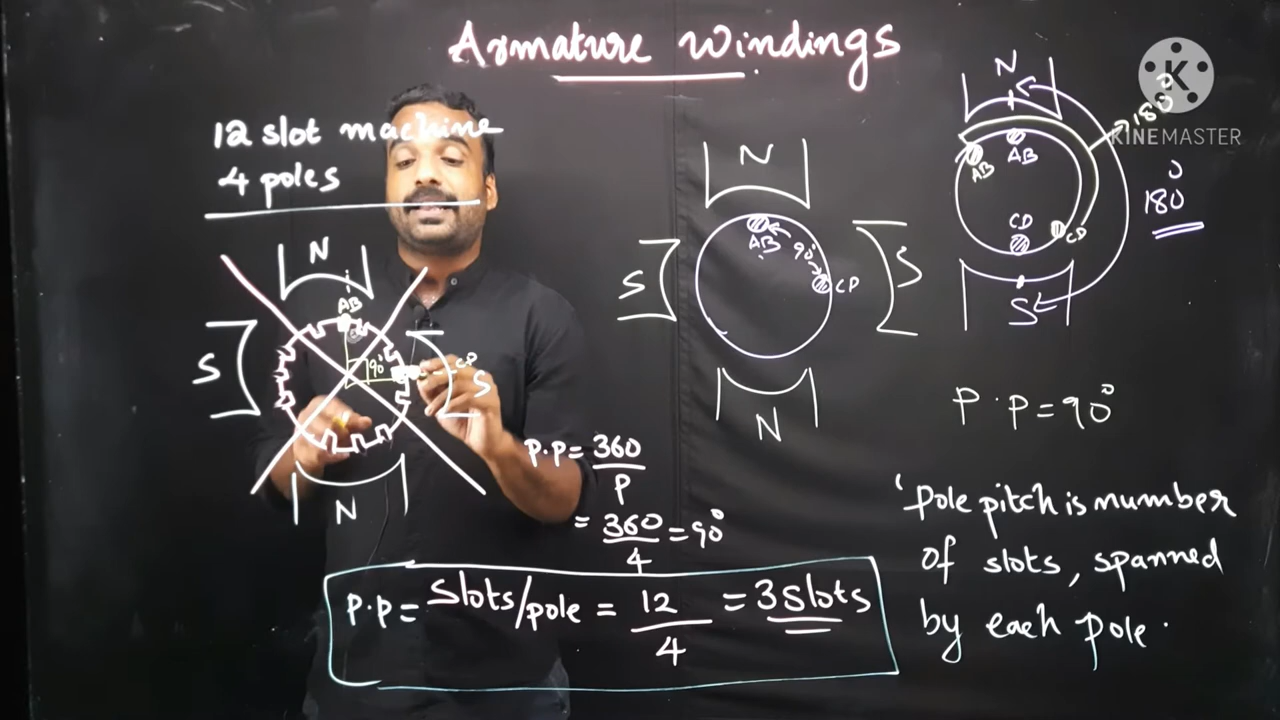 Armature windings
12 slot machine
4 poles
N
AB
90°
CD
S
S
N
P.P = 360
P
= 360 = 90°
4
P.P = Slots/pole = 12 = 3 Slots
4
N
AB
90°
CD
S
S
N
N
180°
AB
AB
CD
CD
S
180°
K
KINEMASTER
P.P = 90°
'Pole pitch is number
of slots, spanned
by each pole.